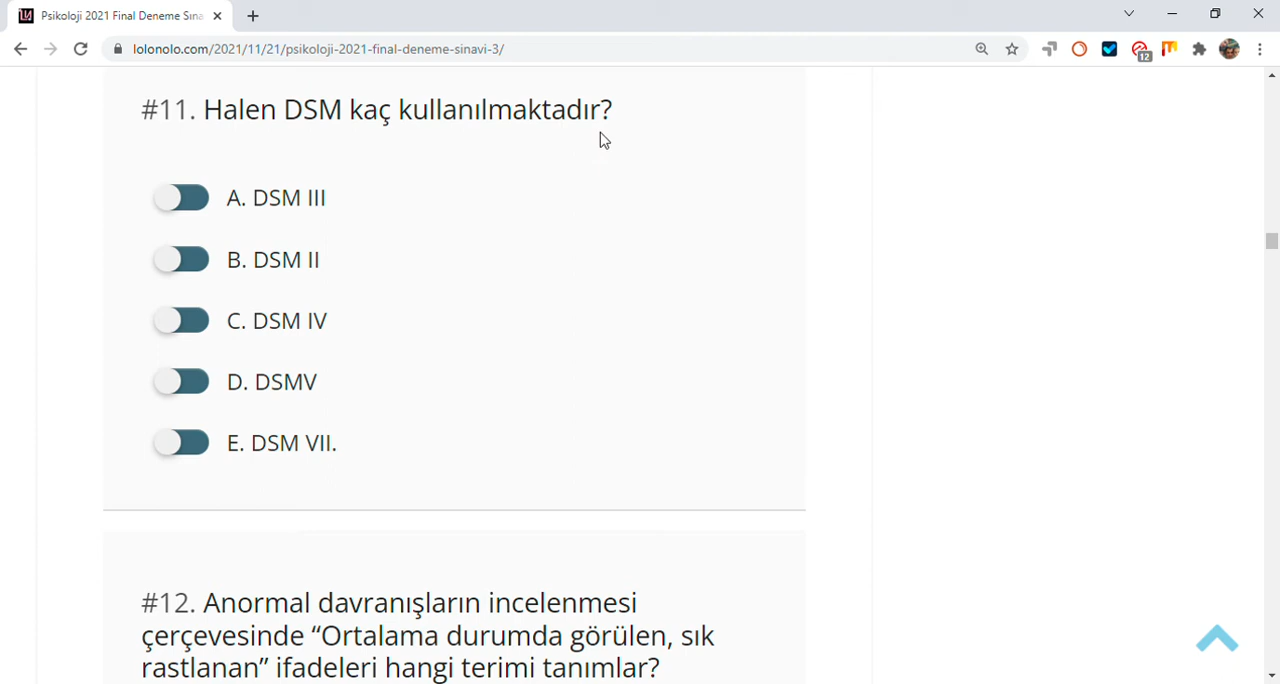 Psikoloji 2021 Final Deneme Sına
lolonolo.com/2021/11/21/psikoloji-2021-final-deneme-sinavi-3/
12
#11. Halen DSM kaç kullanılmaktadır?
A. DSM III
B. DSM II
C. DSM IV
D. DSMV
E. DSM VII.
#12. Anormal davranışların incelenmesi
çerçevesinde “Ortalama durumda görülen, sık
rastlanan” ifadeleri hangi terimi tanımlar?